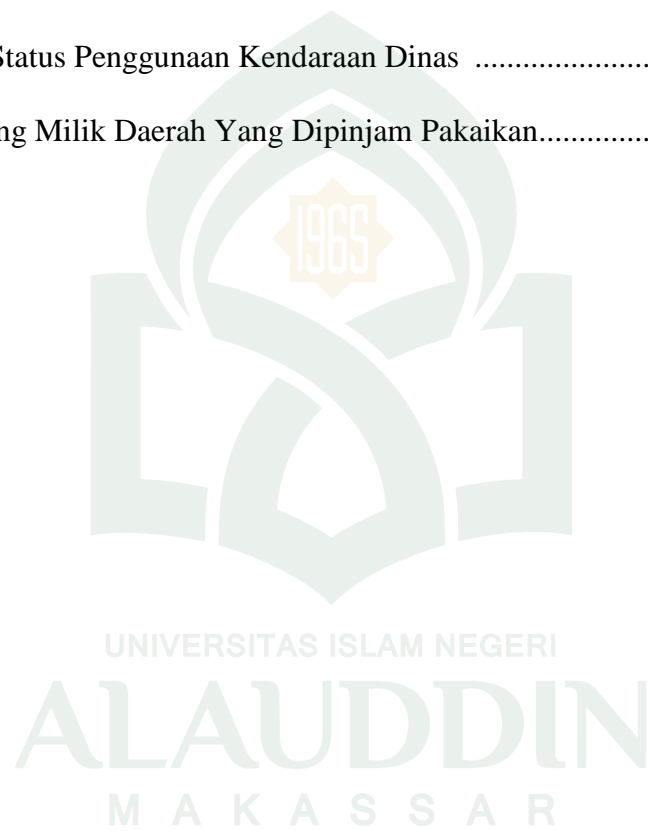 Status Penggunaan Kendaraan Dinas ......................
ng Milik Daerah Yang Dipinjam Pakaikan..............
1965
UNIVERSITAS ISLAM NEGERI
ALAUDDIN
M A K A S S A R